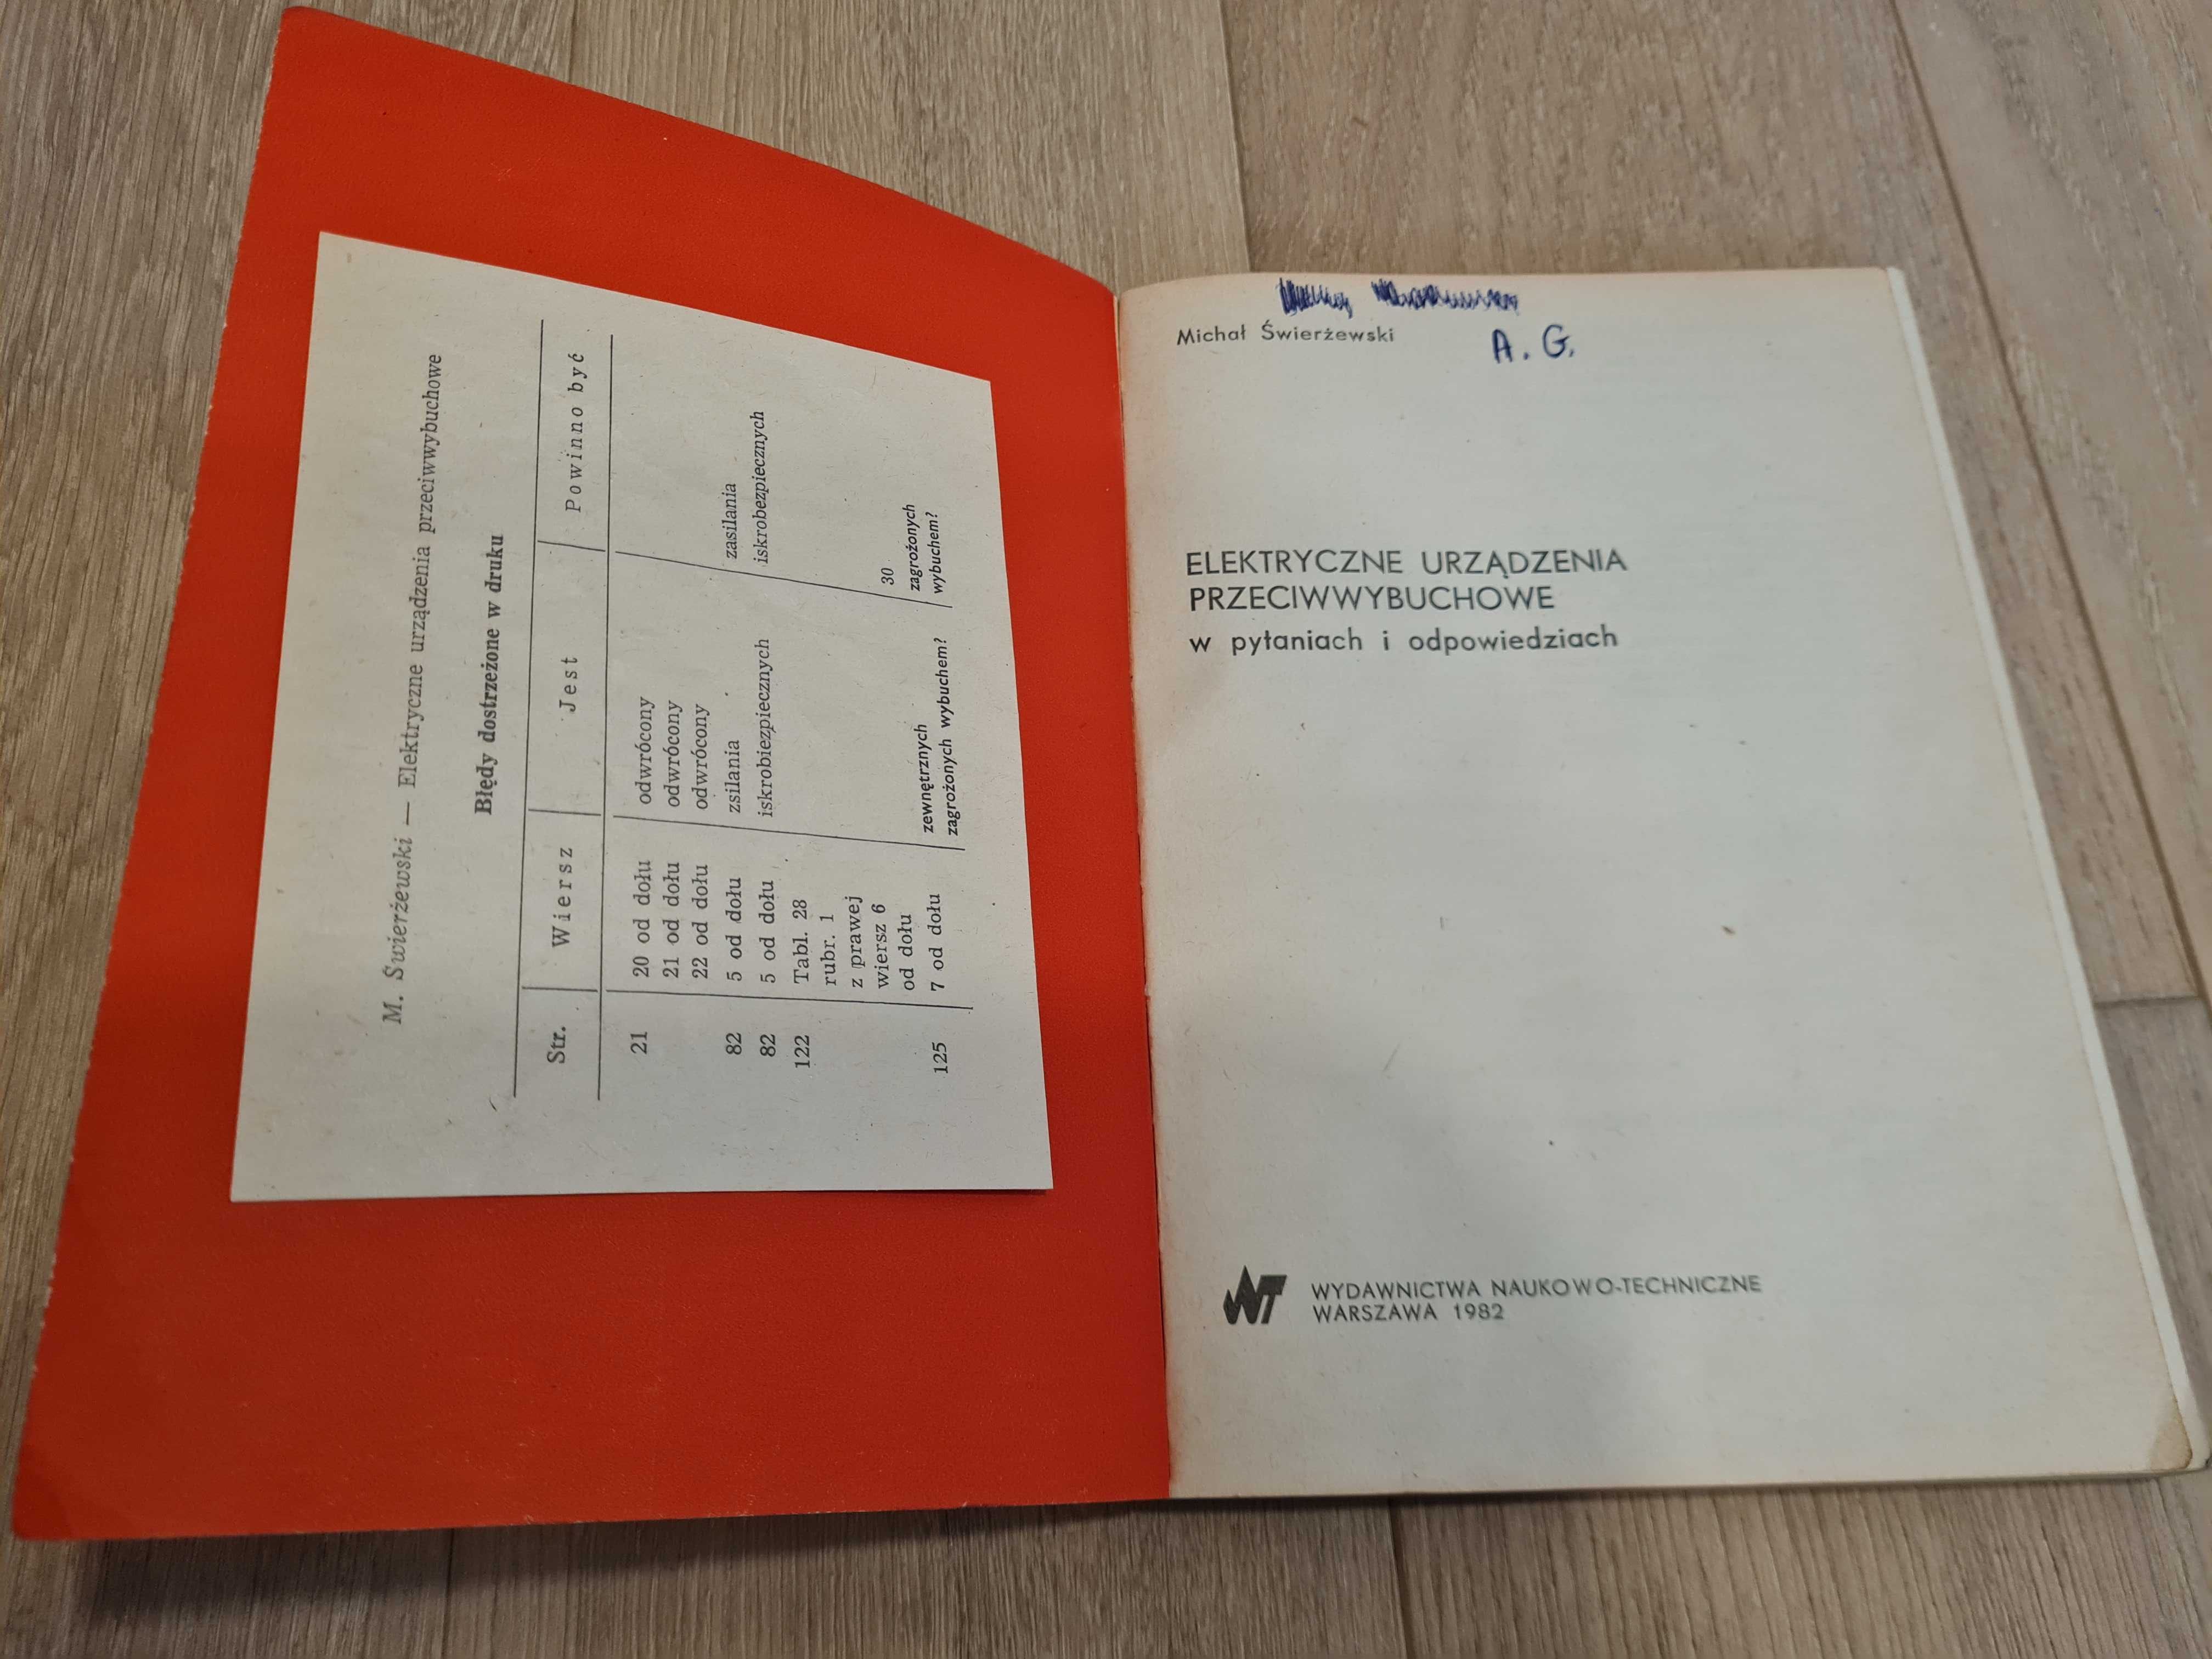 M. Świerżewski — Elektryczne urządzenia przeciwwybuchowe
Błędy dostrzeżone w druku
Str. Wiersz Jest Powinno być
21 20 od dołu odwrócony
21 od dołu odwrócony
22 od dołu odwrócony
82 5 od dołu zsilania zasilania
82 5 od dołu iskrobiezpiecznych iskrobezpiecznych
122 Tabl. 28
rubr. 1
z prawej
wiersz 6 30
od dołu
125 7 od dołu zewnętrznych zagrożonych
zagrożonych wybuchem? wybuchem?
Michał Świerżewski
A. G.
ELEKTRYCZNE URZĄDZENIA
PRZECIWWYBUCHOWE
w pytaniach i odpowiedziach
WNT
WYDAWNICTWA NAUKOWO-TECHNICZNE
WARSZAWA 1982